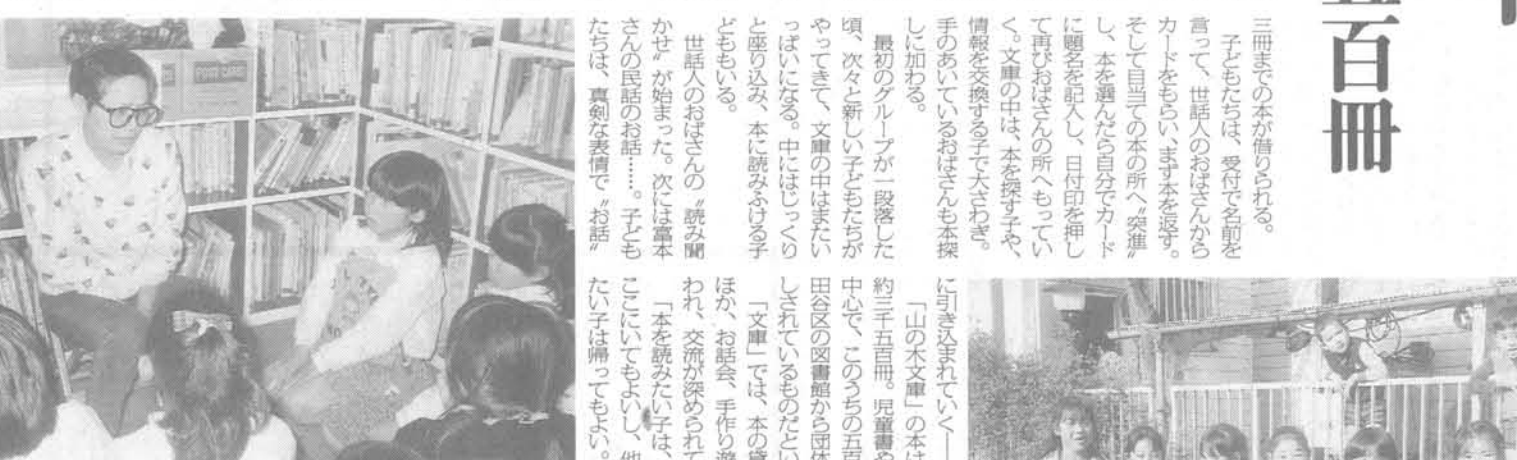 五百冊
三冊までの本が借りられる。
子どもたちは、受付で名前を
言って、世話人のおばさんから
カードをもらい、まず本を返す。
そして目当ての本の所へ〝突進〟
し、本を選んだら自分でカード
に題名を記入し、日付印を押し
て再びおばさんの所へもってい
く。文庫の中は、本を探す子や、
情報を交換する子で大さわぎ。
手のあいているおばさんも本探
しに加わる。
最初のグループが一段落した
頃、次々と新しい子どもたちが
やってきて、文庫の中はまたい
っぱいになる。中にはじっくり
と座り込み、本に読みふける子
どももいる。
世話人のおばさんの〝読み聞
かせ〟が始まった。次には富本
さんの民話のお話……。子ども
たちは、真剣な表情で〝お話〟
に引き込まれていく――
「山の木文庫」の本は
約三千五百冊。児童書や
中心で、このうちの五百
田谷区の図書館から団体
しされているものだとい
「文庫」では、本の貸
ほか、お話会、手作り遊
われ、交流が深められて
「本を読みたい子は、
ここにいてもよいし、他
たい子は帰ってもよい。
POST CARD